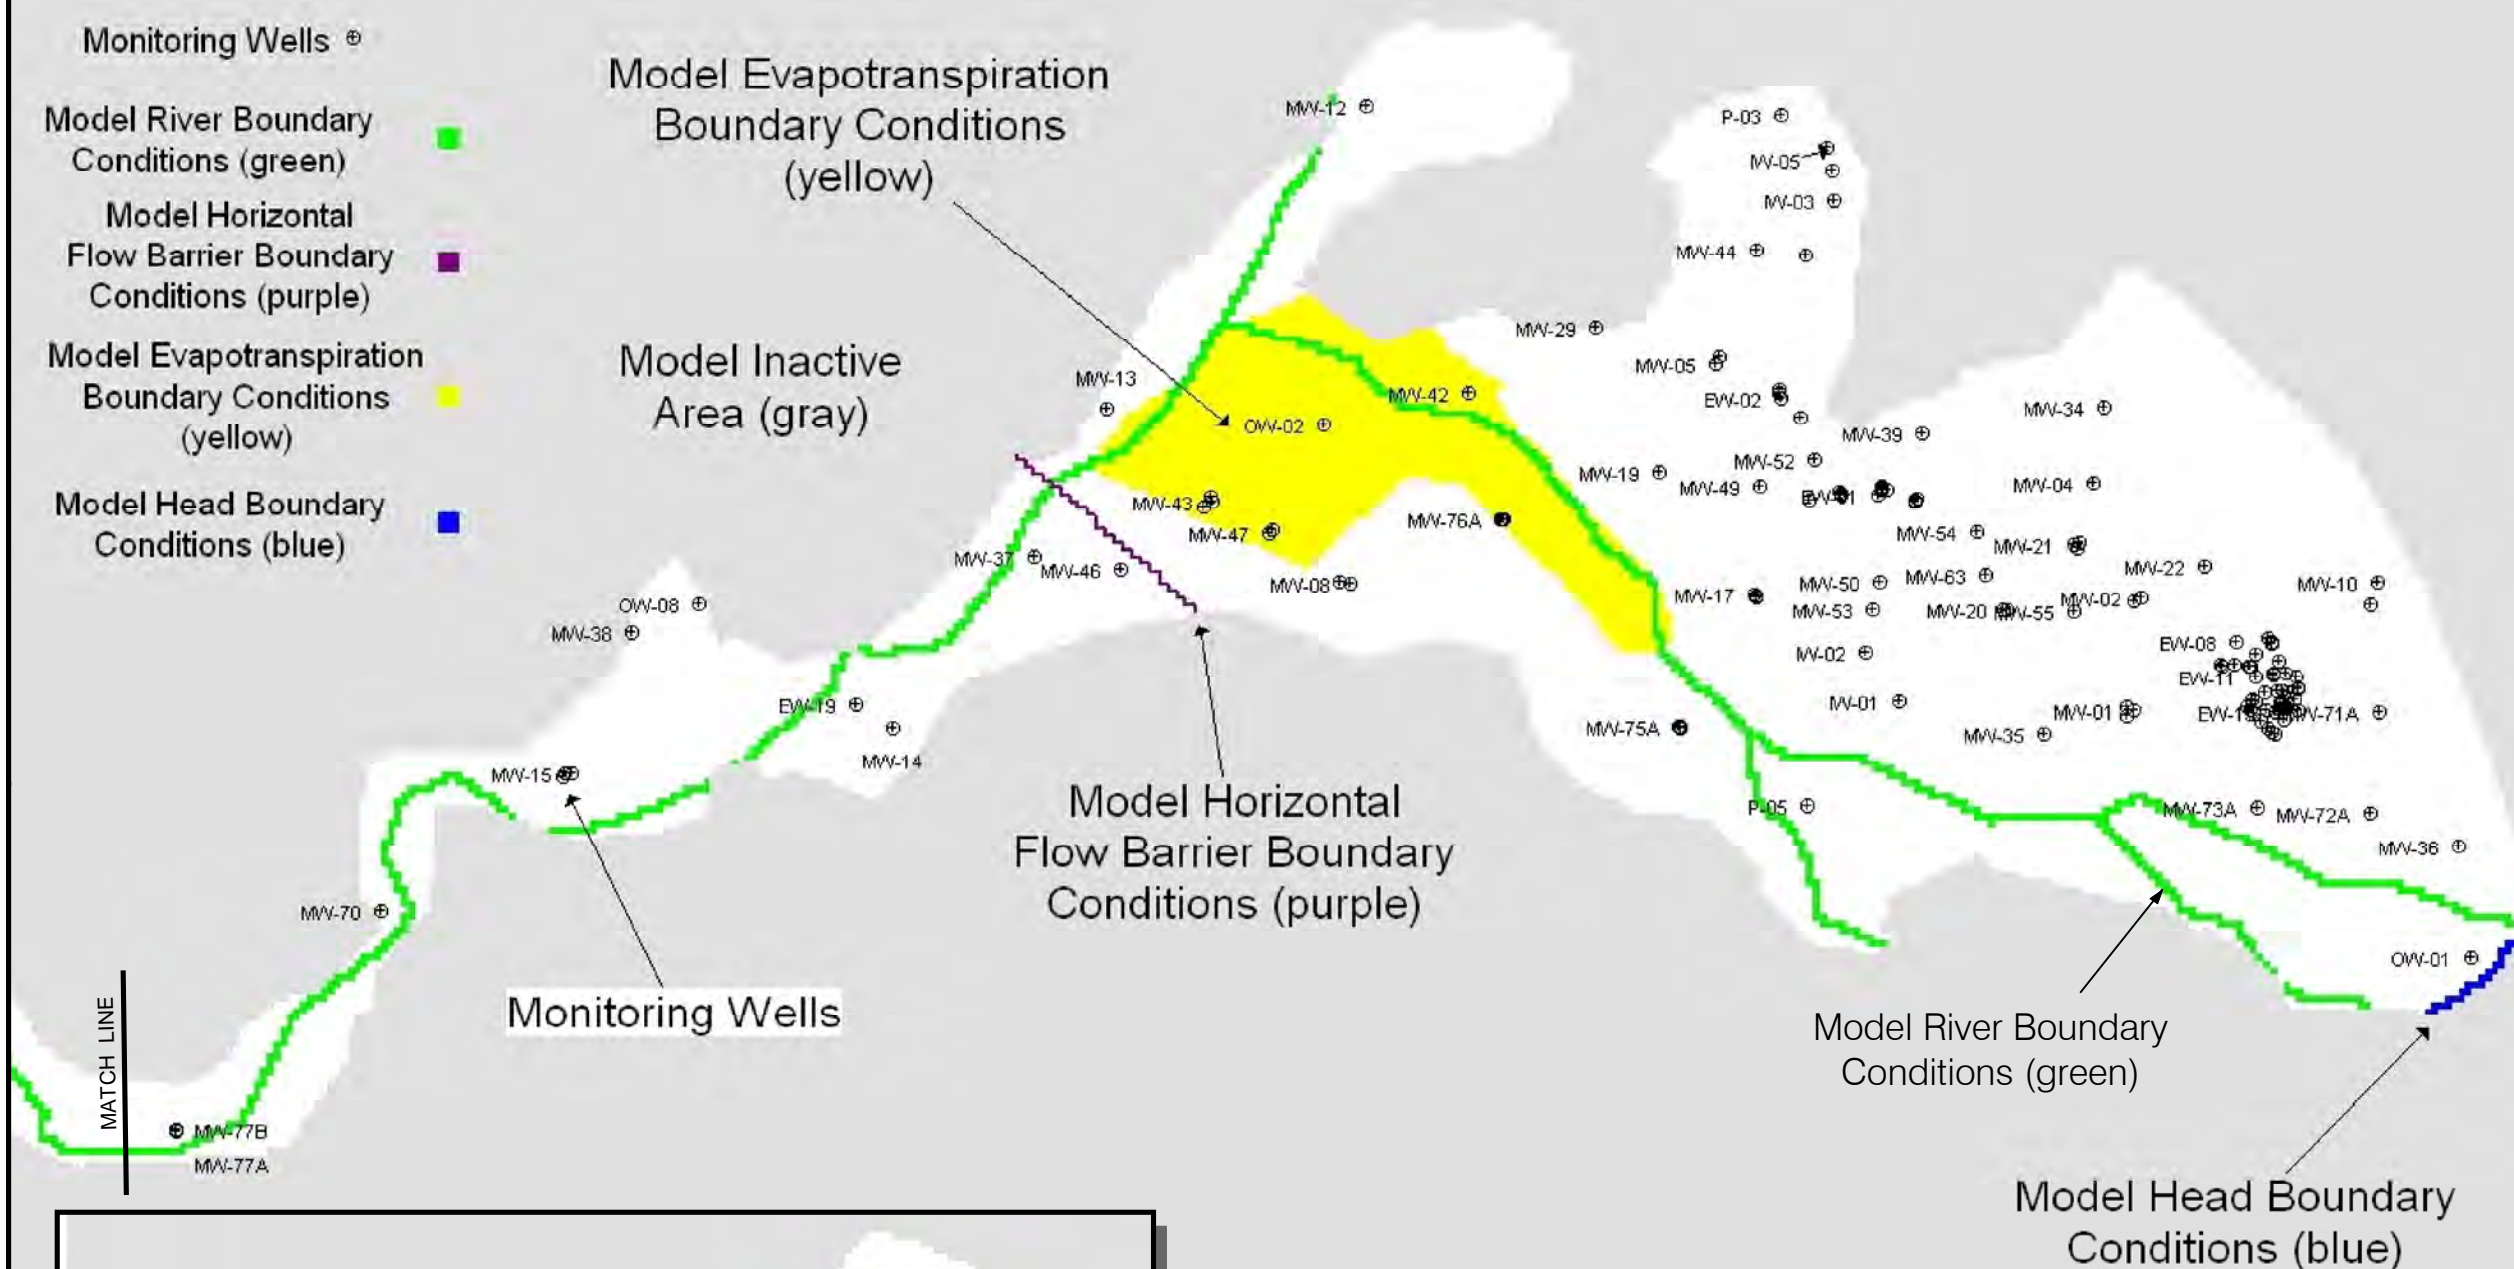 Monitoring Wells
Model River Boundary
Conditions (green)
Model Horizontal
Flow Barrier Boundary
Conditions (purple)
Model Evapotranspiration
Boundary Conditions
(yellow)
Model Head Boundary
Conditions (blue)
Model Evapotranspiration
Boundary Conditions
(yellow)
Model Inactive
Area (gray)
MW-12
P-03
IW-05
IW-03
MW-44
MW-29
MW-05
EW-02
MW-13
MW-42
OW-02
MW-34
MW-39
MW-52
MW-19
MW-49
MW-04
MW-43
MW-76A
MW-47
MW-54
MW-21
MW-37
MW-46
MW-08
MW-22
MW-10
MW-17
MW-50
MW-63
MW-53
MW-20
MW-55
MW-02
OW-08
MW-38
IW-02
EW-08
EW-11
EW-19
IW-01
MW-01
MW-71A
MW-75A
MW-35
MW-14
MW-15
P-05
MW-73A
MW-72A
MW-36
Model Horizontal
Flow Barrier Boundary
Conditions (purple)
MW-70
OW-01
Monitoring Wells
Model River Boundary
Conditions (green)
MATCH LINE
MW-77B
MW-77A
Model Head Boundary
Conditions (blue)